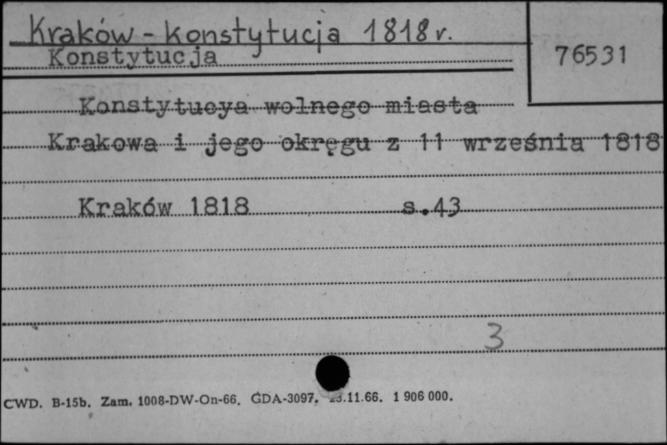 Kraków - Konstytucja 1818 r.
Konstytucja
76531
Konstytucya wolnego miasta
Krakowa i jego okręgu z 11 września 1818
Kraków 1818 s.43
3
CWD. B-15b. Zam. 1008-DW-On-66. GDA-3097. .11.66. 1 906 000.